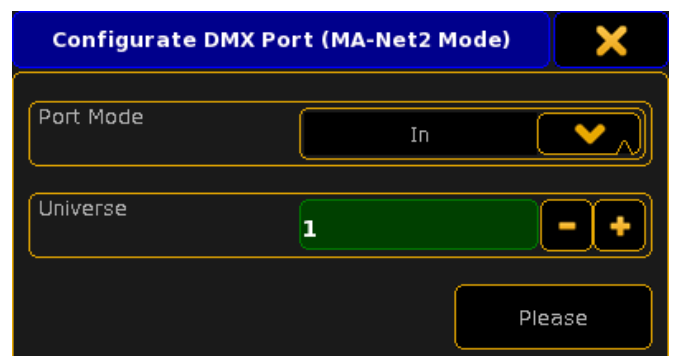 Configurate DMX Port (MA-Net2 Mode)
Port Mode
In
Universe
1
Please